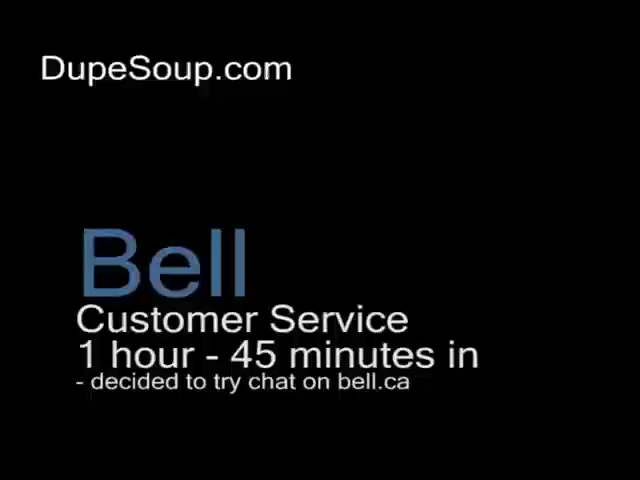 DupeSoup.com
Bell
Customer Service
1 hour - 45 minutes in
- decided to try chat on bell.ca